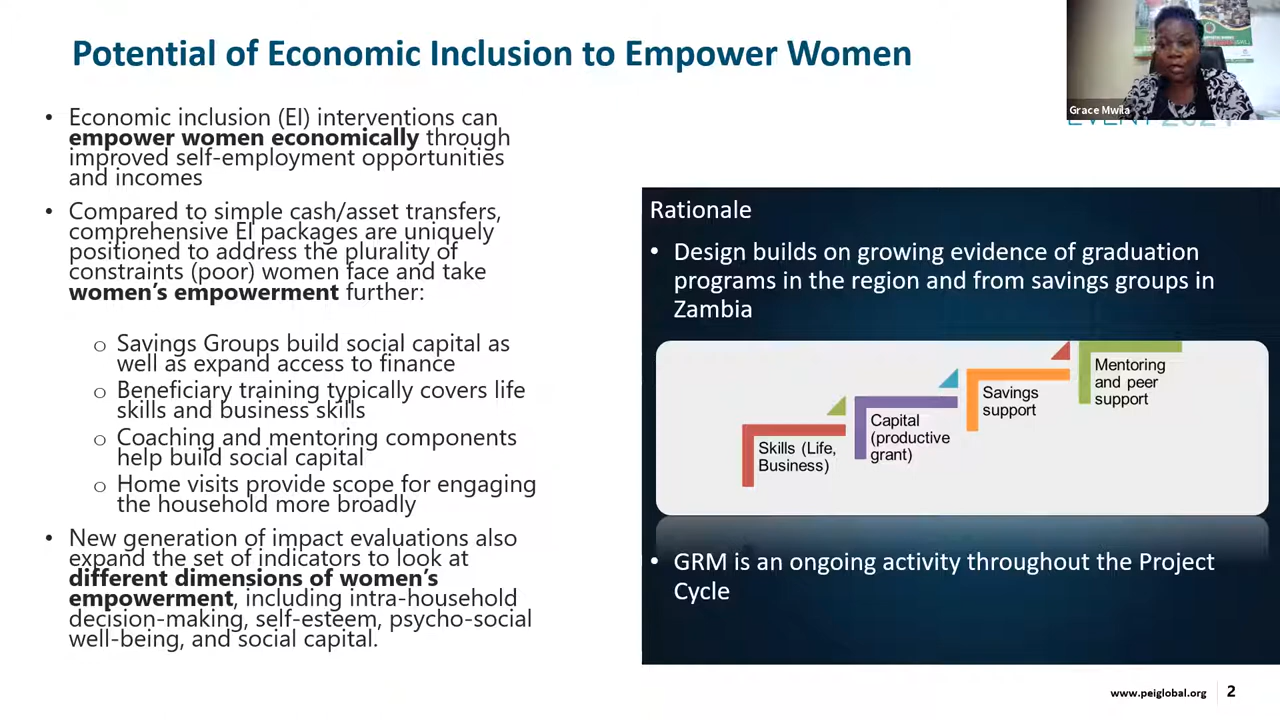 Potential of Economic Inclusion to Empower Women
Grace Mwila
• Economic inclusion (EI) interventions can
empower women economically through
improved self-employment opportunities
and incomes
• Compared to simple cash/asset transfers,
comprehensive EI packages are uniquely
positioned to address the plurality of
constraints (poor) women face and take
women's empowerment further:
o Savings Groups build social capital as
well as expand access to finance
o Beneficiary training typically covers life
skills and business skills
o Coaching and mentoring components
help build social capital
o Home visits provide scope for engaging
the household more broadly
• New generation of impact evaluations also
expand the set of indicators to look at
different dimensions of women's
empowerment, including intra-household
decision-making, self-esteem, psycho-social
well-being, and social capital.
Rationale
• Design builds on growing evidence of graduation
programs in the region and from savings groups in
Zambia
Skills (Life,
Business)
Capital
(productive
grant)
Savings
support
Mentoring
and peer
support
• GRM is an ongoing activity throughout the Project
Cycle
www.peiglobal.org
2